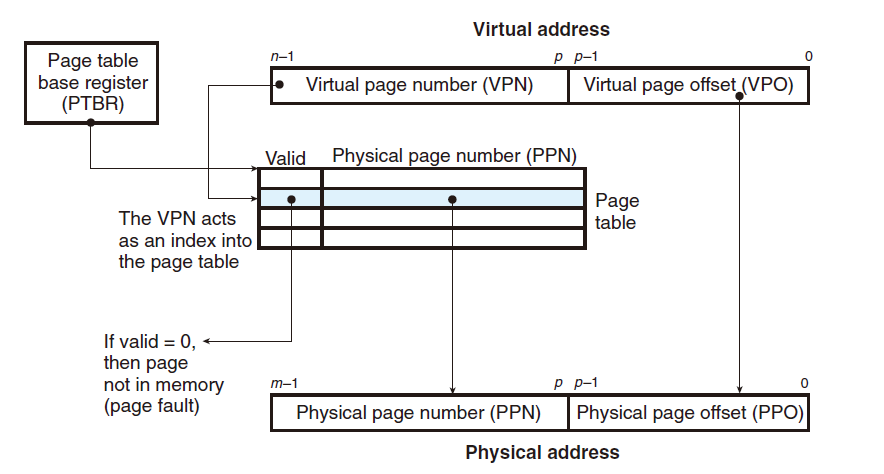 Virtual address
Page table
base register
(PTBR)
n–1
p p–1
0
Virtual page number (VPN)
Virtual page offset (VPO)
Valid
Physical page number (PPN)
Page
table
The VPN acts
as an index into
the page table
If valid = 0,
then page
not in memory
(page fault)
m–1
p p–1
0
Physical page number (PPN)
Physical page offset (PPO)
Physical address